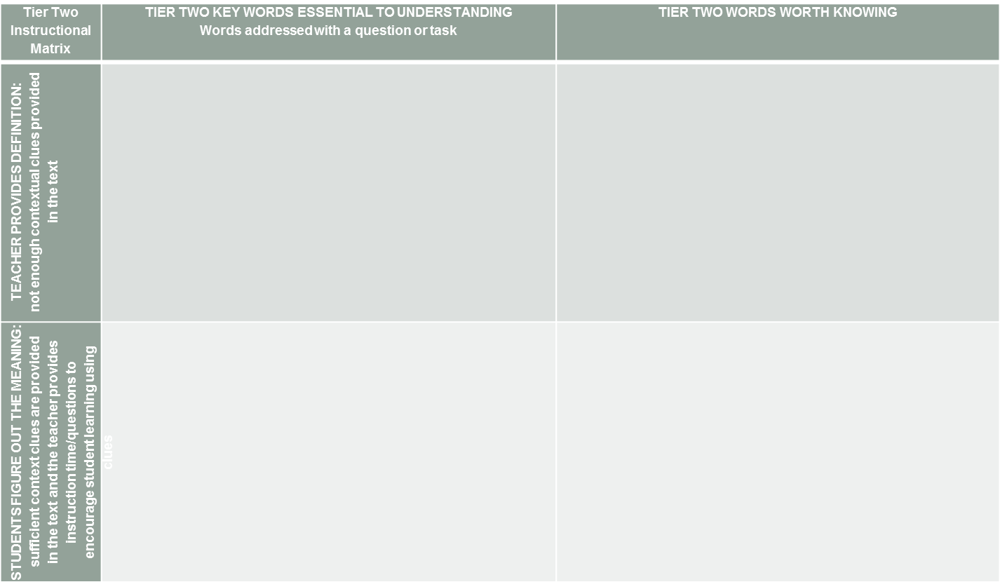 Tier Two
Instructional
Matrix
TIER TWO KEY WORDS ESSENTIAL TO UNDERSTANDING
Words addressed with a question or task
TIER TWO WORDS WORTH KNOWING
TEACHER PROVIDES DEFINITION:
not enough contextual clues provided
in the text
STUDENTS FIGURE OUT THE MEANING:
sufficient context clues are provided
in the text and the teacher provides
instruction time/questions to
encourage student learning using
clues